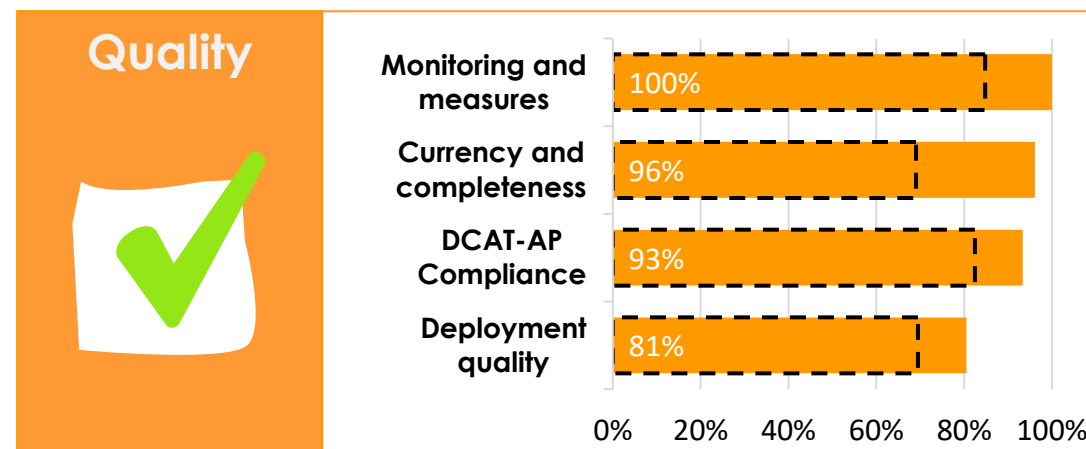 Quality
Monitoring and
measures
100%
Currency and
completeness
96%
DCAT-AP
Compliance
93%
Deployment
quality
81%
0% 20% 40% 60% 80% 100%